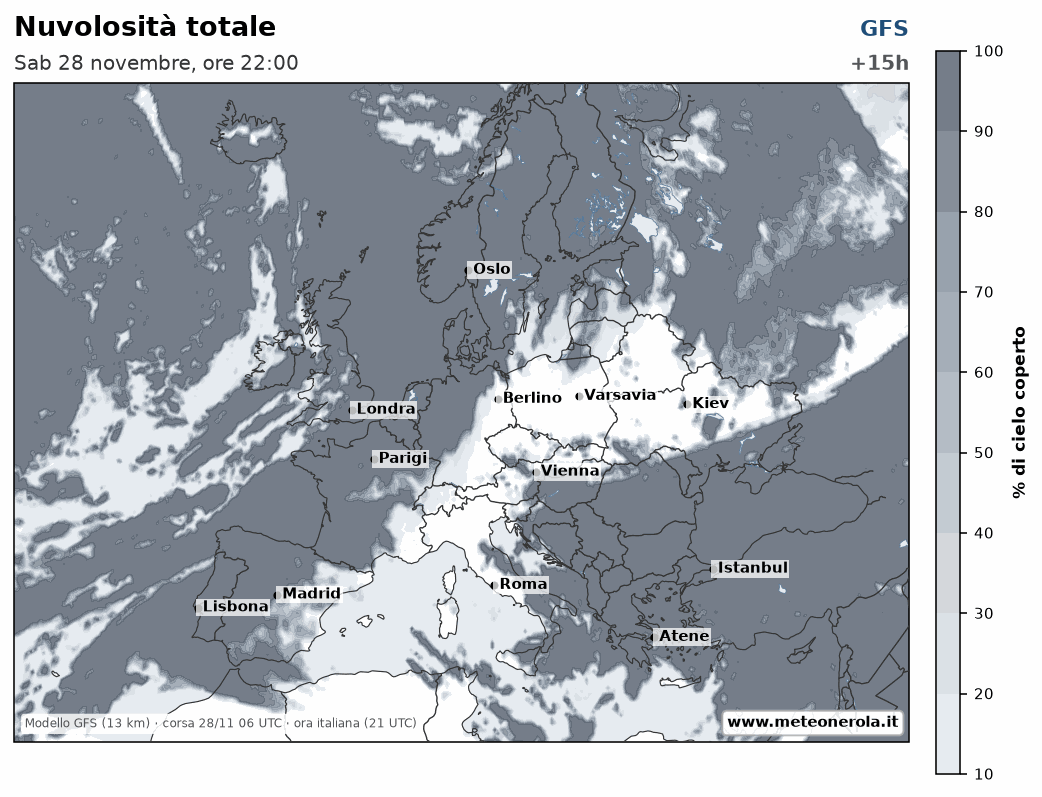 Nuvolosità totale
GFS
Sab 28 novembre, ore 22:00
+15h
100
90
80
70
60
50
40
30
20
10
% di cielo coperto
Oslo
Berlino
Varsavia
Kiev
Londra
Parigi
Vienna
Istanbul
Roma
Madrid
Lisbona
Atene
Modello GFS (13 km) · corsa 28/11 06 UTC · ora italiana (21 UTC)
www.meteonerola.it